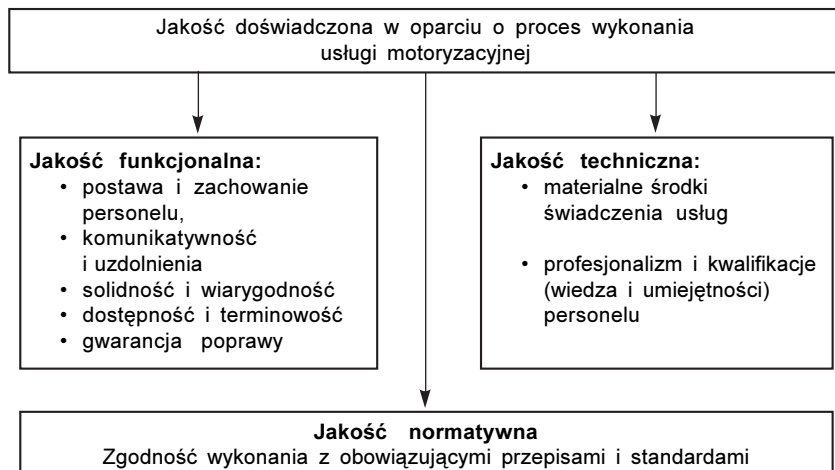 Jakość doświadczona w oparciu o proces wykonania
usługi motoryzacyjnej
Jakość funkcjonalna:
• postawa i zachowanie
personelu,
• komunikatywność
i uzdolnienia
• solidność i wiarygodność
• dostępność i terminowość
• gwarancja poprawy
Jakość techniczna:
• materialne środki
świadczenia usług
• profesjonalizm i kwalifikacje
(wiedza i umiejętności)
personelu
Jakość normatywna
Zgodność wykonania z obowiązującymi przepisami i standardami